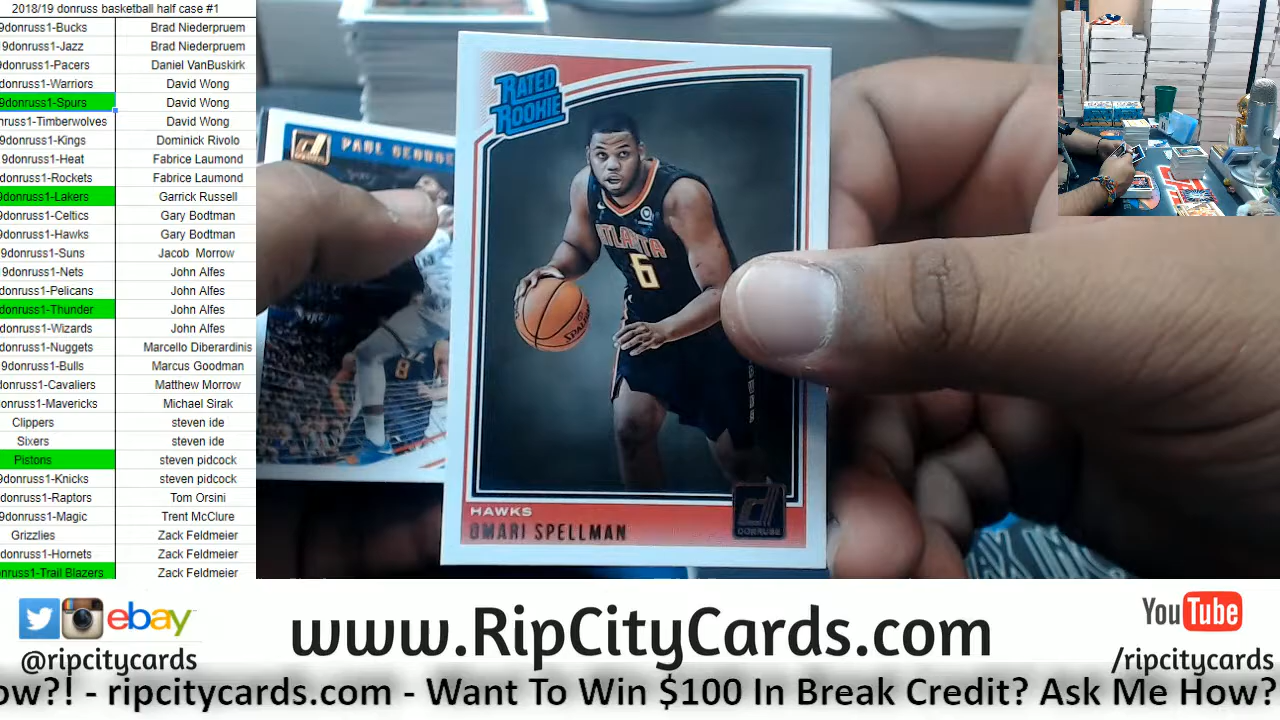 2018/19 donruss basketball half case #1
9donruss1-Bucks Brad Niederpruem
9donruss1-Jazz Brad Niederpruem
9donruss1-Pacers Daniel VanBuskirk
nruss1-Warriors David Wong
9donruss1-Spurs David Wong
nruss1-Timberwolves David Wong
9donruss1-Kings Dominick Rivolo
9donruss1-Heat Fabrice Laumond
donruss1-Rockets Fabrice Laumond
9donruss1-Lakers Garrick Russell
9donruss1-Celtics Gary Bodtman
9donruss1-Hawks Gary Bodtman
9donruss1-Suns Jacob Morrow
9donruss1-Nets John Alfes
9donruss1-Pelicans John Alfes
donruss1-Thunder John Alfes
donruss1-Wizards John Alfes
donruss1-Nuggets Marcello Diberardinis
9donruss1-Bulls Marcus Goodman
donruss1-Cavaliers Matthew Morrow
onruss1-Mavericks Michael Sirak
Clippers steven ide
Sixers steven ide
Pistons steven pidcock
9donruss1-Knicks steven pidcock
donruss1-Raptors Tom Orsini
9donruss1-Magic Trent McClure
Grizzlies Zack Feldmeier
donruss1-Hornets Zack Feldmeier
nruss1-Trail Blazers Zack Feldmeier
PAUL GEORGE
8
RATED
ROOKIE
ATLANTA
6
SPALDING
HAWKS
OMARI SPELLMAN
DONRUSS
ebay
@ripcitycards
www.RipCityCards.com
YouTube
/ripcitycards
ow?! - ripcitycards.com - Want To Win $100 In Break Credit? Ask Me How?